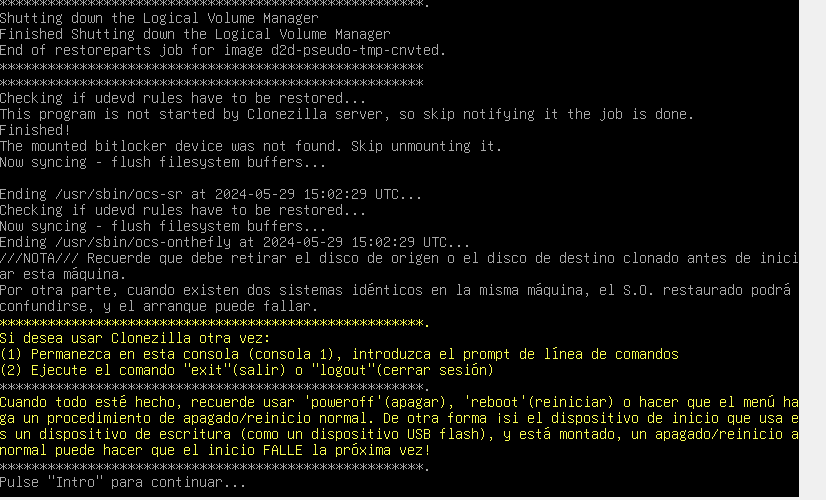 *****************************************************.
Shutting down the Logical Volume Manager
Finished Shutting down the Logical Volume Manager
End of restoreparts job for image d2d-pseudo-tmp-cnvted.
*****************************************************
*****************************************************
Checking if udevd rules have to be restored...
This program is not started by Clonezilla server, so skip notifying it the job is done.
Finished!
The mounted bitlocker device was not found. Skip unmounting it.
Now syncing - flush filesystem buffers...
Ending /usr/sbin/ocs-sr at 2024-05-29 15:02:29 UTC...
Checking if udevd rules have to be restored...
Now syncing - flush filesystem buffers...
Ending /usr/sbin/ocs-onthefly at 2024-05-29 15:02:29 UTC...
///NOTA/// Recuerde que debe retirar el disco de origen o el disco de destino clonado antes de inici
ar esta máquina.
Por otra parte, cuando existen dos sistemas idénticos en la misma máquina, el S.O. restaurado podrá
confundirse, y el arranque puede fallar.
*****************************************************.
Si desea usar Clonezilla otra vez:
(1) Permanezca en esta consola (consola 1), introduzca el prompt de línea de comandos
(2) Ejecute el comando "exit"(salir) o "logout"(cerrar sesión)
*****************************************************.
Cuando todo esté hecho, recuerde usar 'poweroff'(apagar), 'reboot'(reiniciar) o hacer que el menú ha
ga un procedimiento de apagado/reinicio normal. De otra forma ¡si el dispositivo de inicio que usa e
s un dispositivo de escritura (como un dispositivo USB flash), y está montado, un apagado/reinicio a
normal puede hacer que el inicio FALLE la próxima vez!
*****************************************************.
Pulse "Intro" para continuar...